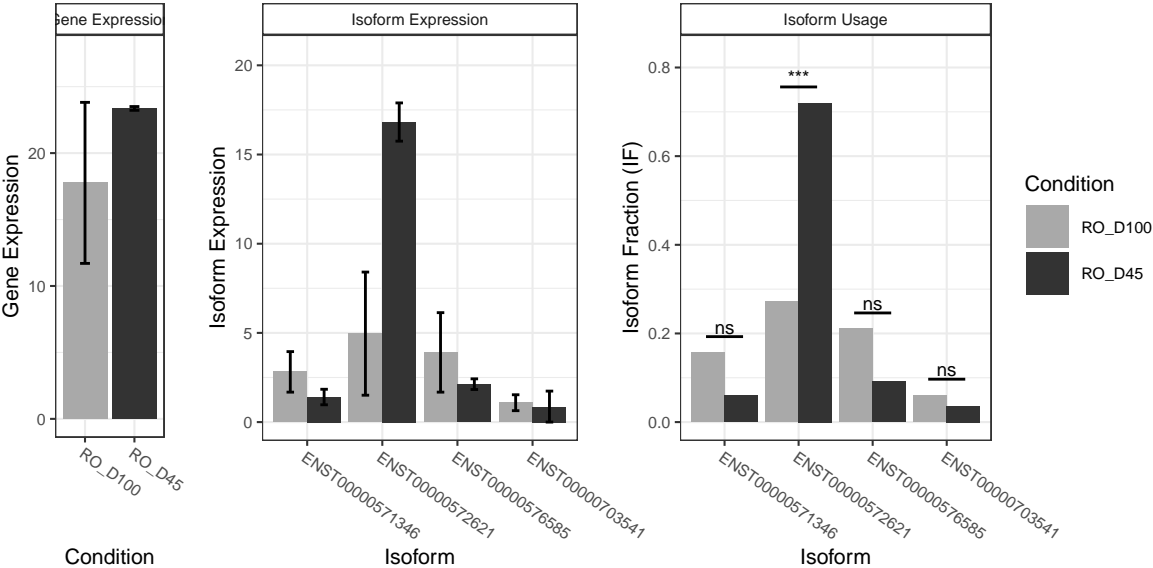 Gene Expression
Isoform Expression
Isoform Usage
Gene Expression
20
10
0
RO_D100
RO_D45
Condition
Isoform Expression
20
15
10
5
0
ENST00000571346
ENST00000572621
ENST00000576585
ENST00000703541
Isoform
Isoform Fraction (IF)
0.8
0.6
0.4
0.2
0.0
ns
***
ns
ns
ENST00000571346
ENST00000572621
ENST00000576585
ENST00000703541
Isoform
Condition
RO_D100
RO_D45